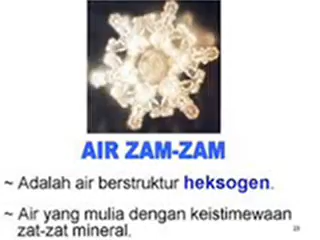 AIR ZAM-ZAM
~ Adalah air berstruktur heksogen.
~ Air yang mulia dengan keistimewaan
zat-zat mineral.